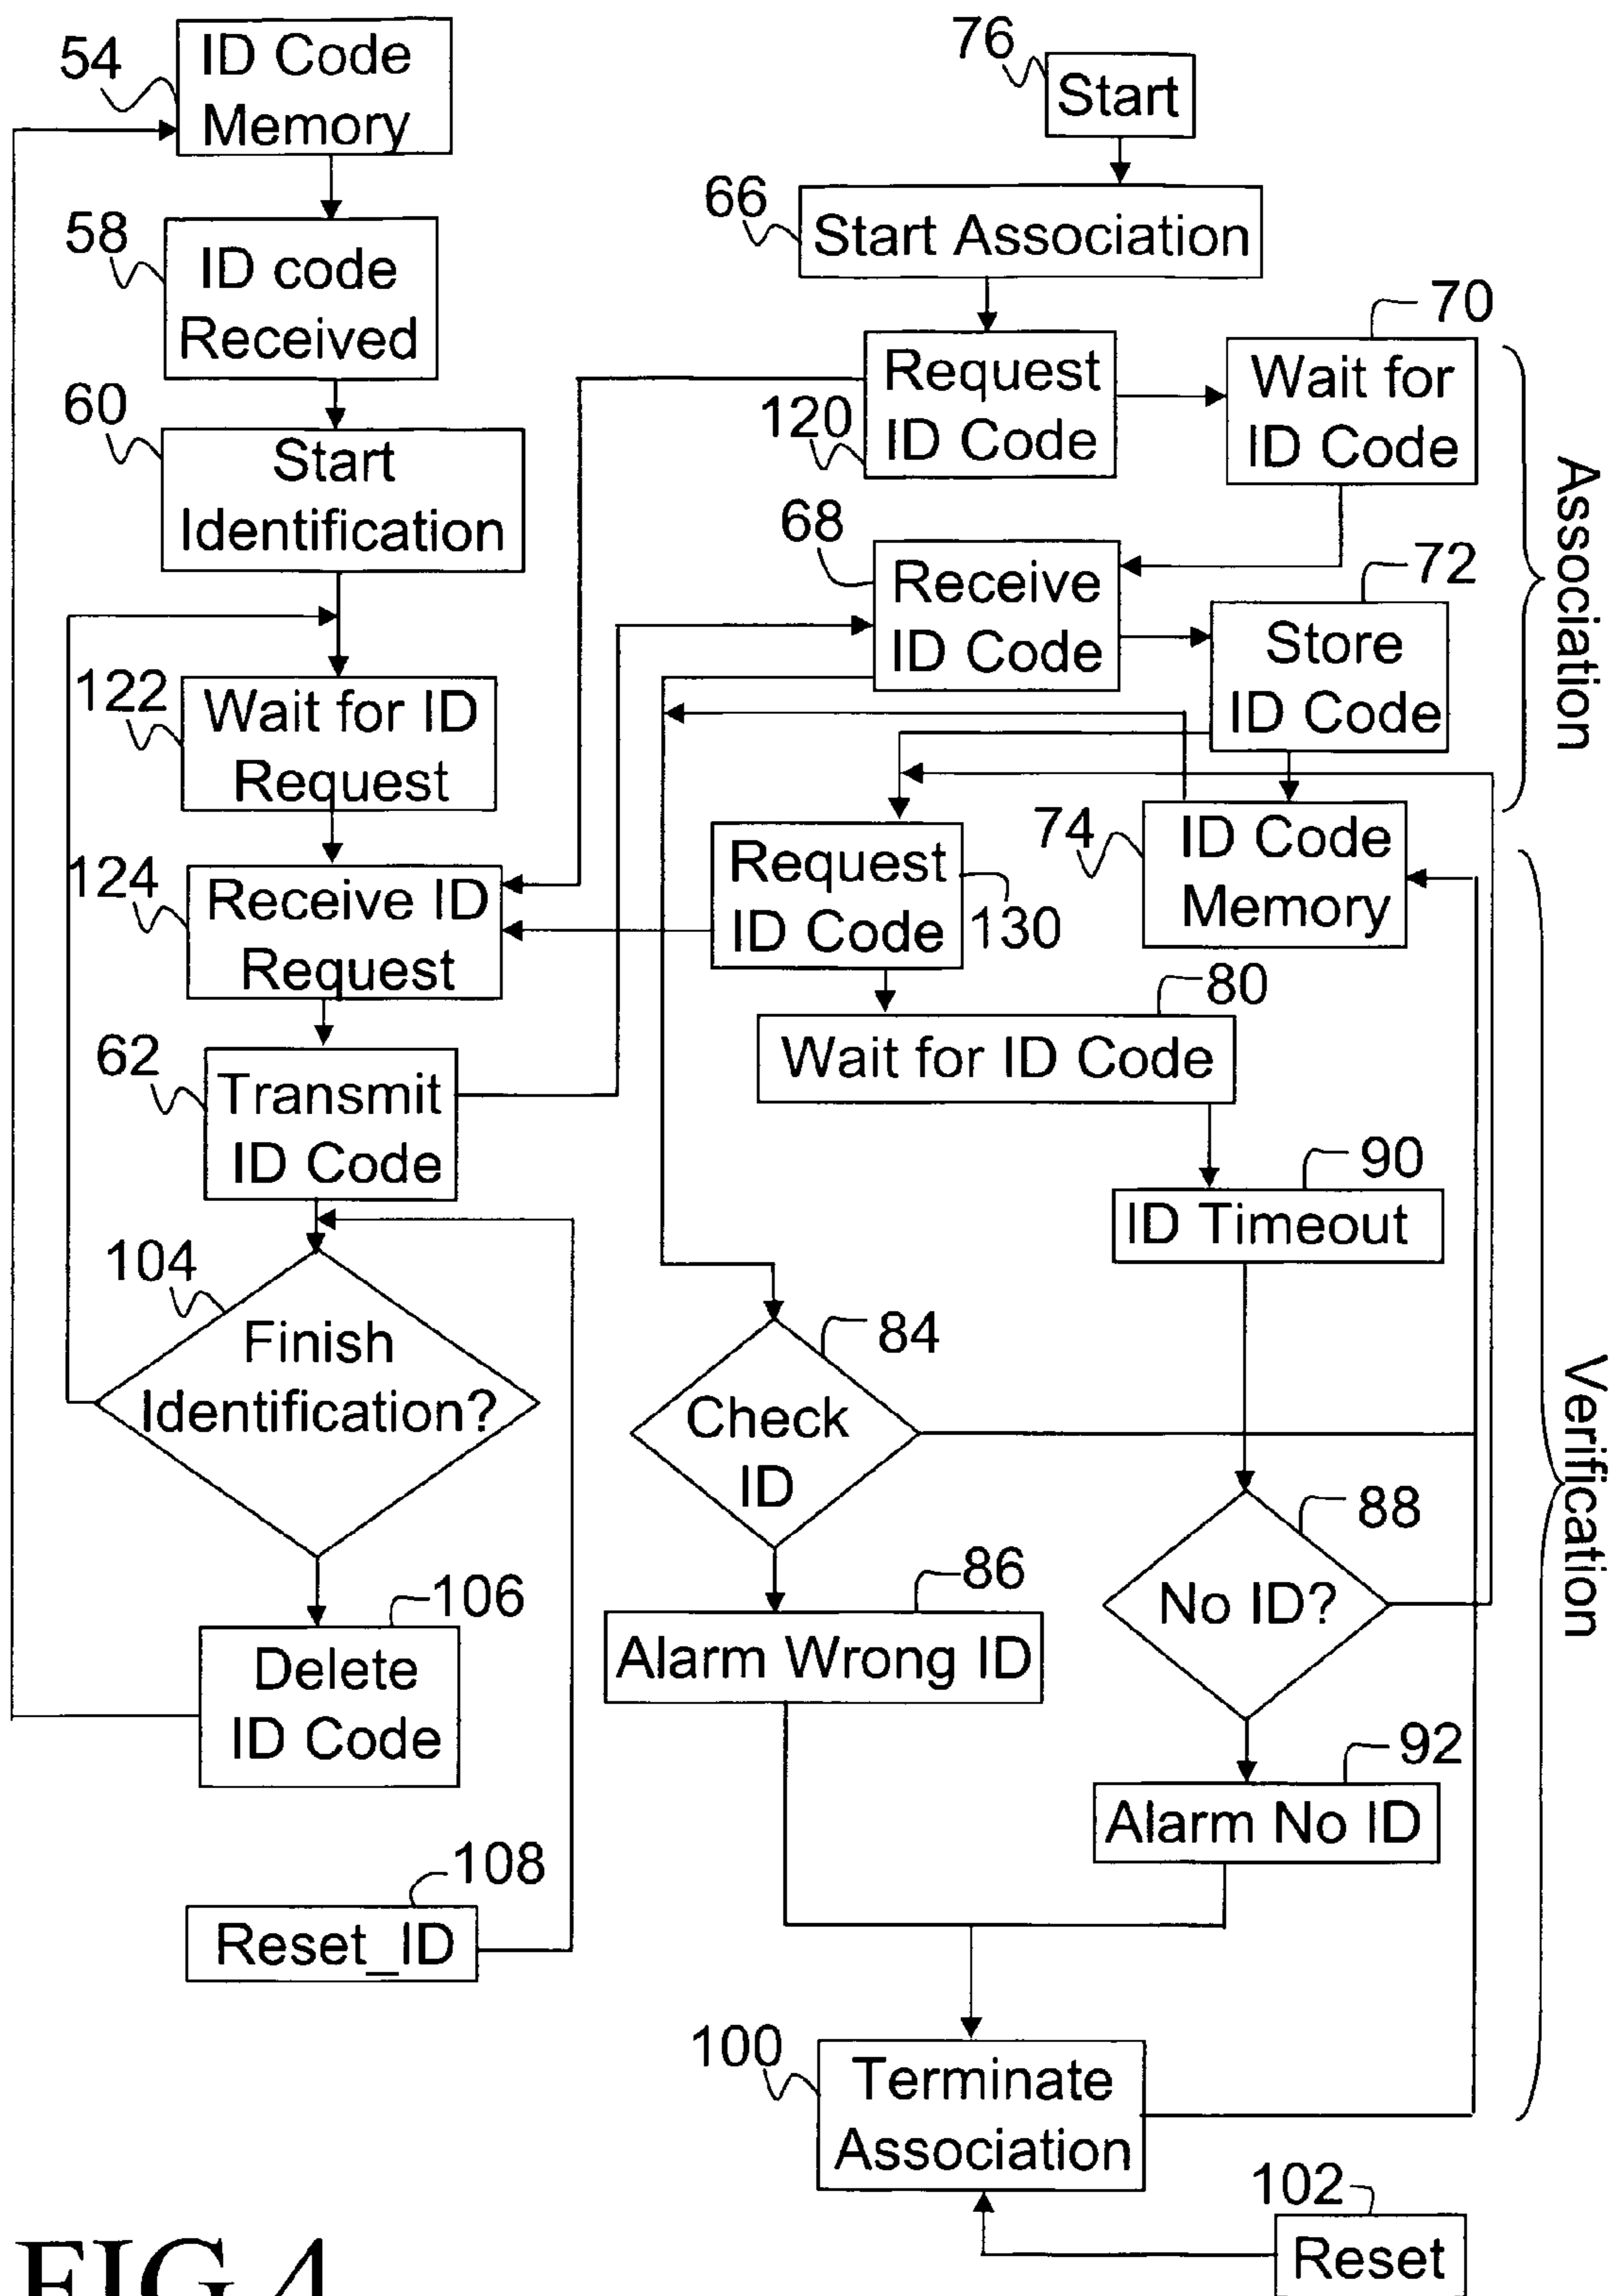 54
ID Code
Memory
58
ID code
Received
60
Start
Identification
122
Wait for ID
Request
124
Receive ID
Request
62
Transmit
ID Code
104
Finish
Identification?
106
Delete
ID Code
108
Reset_ID
76
Start
66
Start Association
120
Request
ID Code
70
Wait for
ID Code
68
Receive
ID Code
72
Store
ID Code
Association
74
ID Code
Memory
Request
ID Code
130
80
Wait for ID Code
90
ID Timeout
84
Check
ID
88
No ID?
86
Alarm Wrong ID
92
Alarm No ID
Verification
100
Terminate
Association
102
Reset
FIG 4